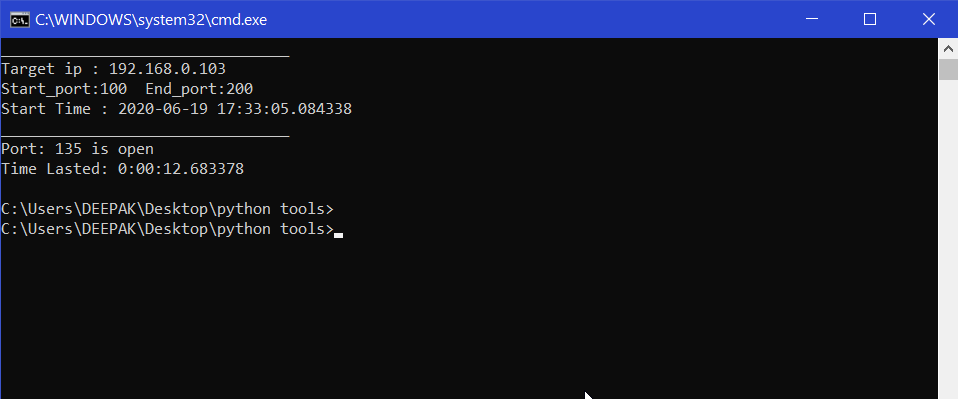 C:\WINDOWS\system32\cmd.exe
________________________________
Target ip : 192.168.0.103
Start_port:100  End_port:200
Start Time : 2020-06-19 17:33:05.084338
________________________________
Port: 135 is open
Time Lasted: 0:00:12.683378
C:\Users\DEEPAK\Desktop\python tools>
C:\Users\DEEPAK\Desktop\python tools>